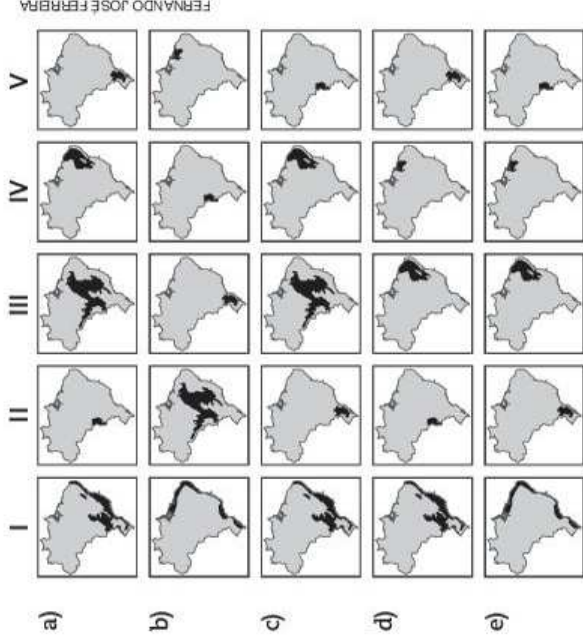 FERNANDO JOSÉ FERREIRA
I II III IV V
a)
b)
c)
d)
e)